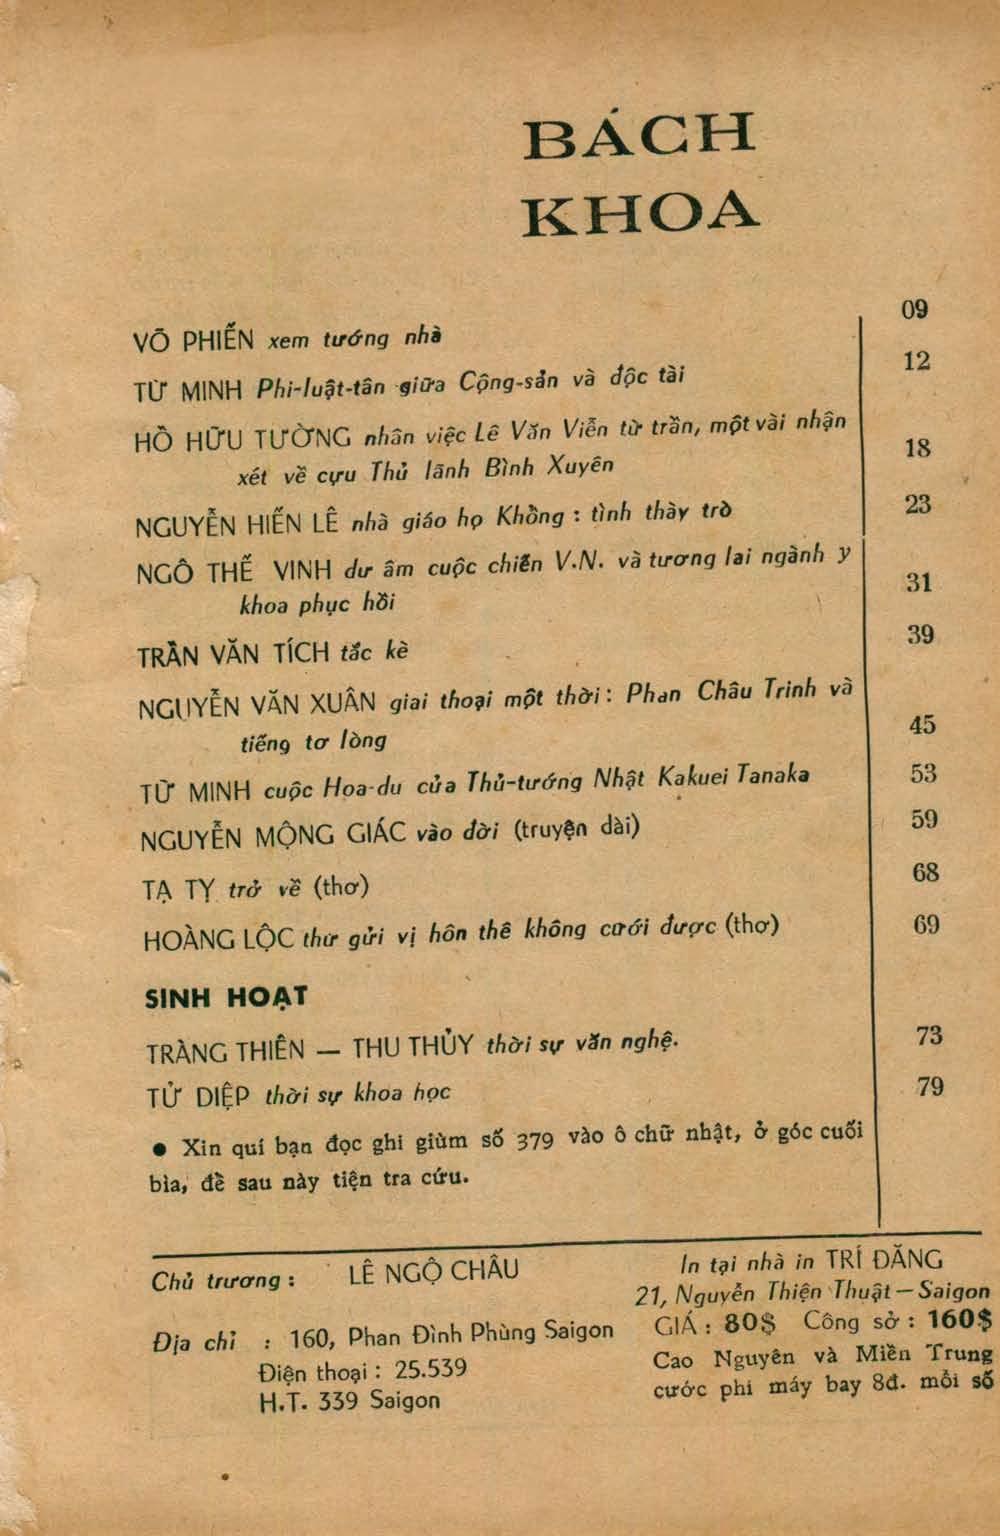 BÁCH
KHOA
VÕ PHIẾN xem tướng nhà 09
TỪ MINH Phi-luật-tân giữa Cộng-sản và độc tài 12
HỒ HỮU TƯỜNG nhân việc Lê Văn Viễn từ trần, một vài nhận
xét về cựu Thủ lãnh Bình Xuyên 18
NGUYỄN HIẾN LÊ nhà giáo họ Khổng : tình thày trò 23
NGÔ THẾ VINH dư âm cuộc chiến V.N. và tương lai ngành y
khoa phục hồi 31
TRẦN VĂN TÍCH tắc kè 39
NGUYỄN VĂN XUÂN giai thoại một thời : Phan Châu Trinh và
tiếng tơ lòng 45
TỪ MINH cuộc Hoa-du của Thủ-tướng Nhật Kakuei Tanaka 53
NGUYỄN MỘNG GIÁC vào đời (truyện dài) 59
TẠ TỴ trở về (thơ) 68
HOÀNG LỘC thư gửi vị hôn thê không cưới được (thơ) 69
SINH HOẠT
TRÀNG THIÊN — THU THỦY thời sự văn nghệ. 73
TỬ DIỆP thời sự khoa học 79
● Xin quí bạn đọc ghi giùm số 379 vào ô chữ nhật, ở góc cuối
bìa, để sau này tiện tra cứu.
Chủ trương : LÊ NGỘ CHÂU
Địa chỉ : 160, Phan Đình Phùng Saigon
Điện thoại : 25.539
H.T. 339 Saigon
In tại nhà in TRÍ ĐĂNG
21, Nguyễn Thiện Thuật — Saigon
GIÁ : 80$ Công sở : 160$
Cao Nguyên và Miền Trung
cước phí máy bay 8đ. mỗi số